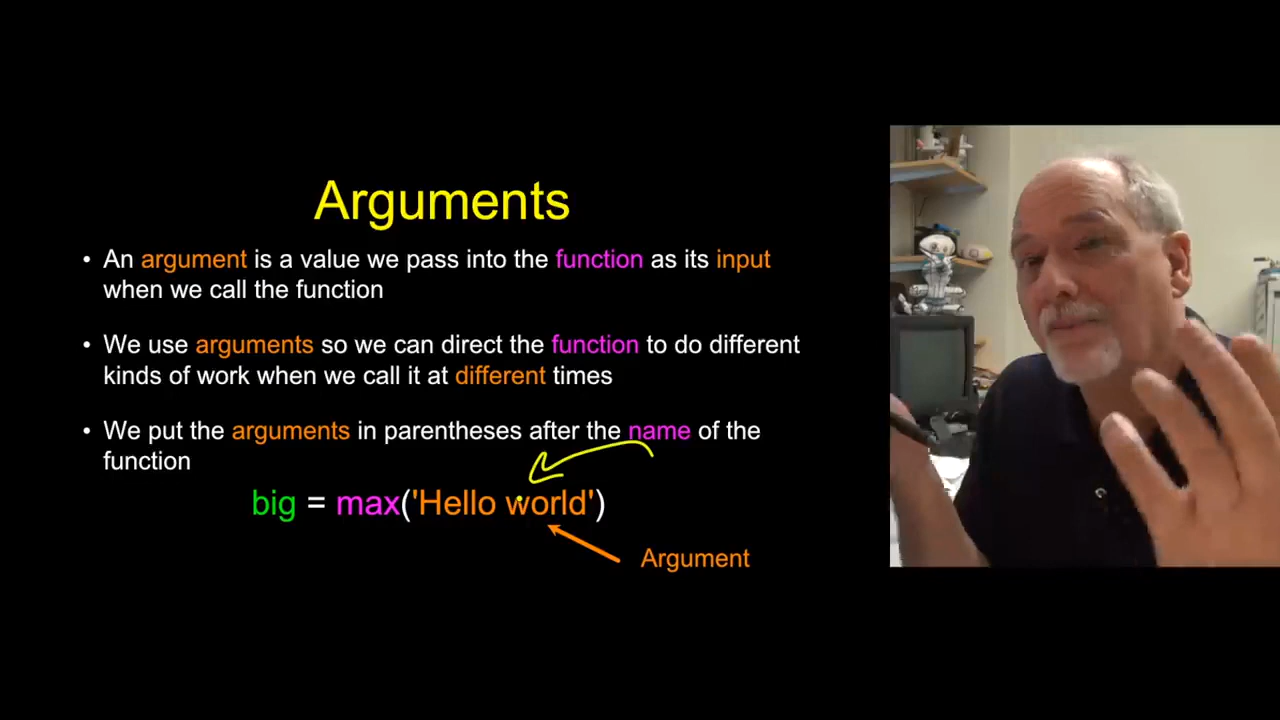 Arguments
• An argument is a value we pass into the function as its input
when we call the function
• We use arguments so we can direct the function to do different
kinds of work when we call it at different times
• We put the arguments in parentheses after the name of the
function
big = max('Hello world')
Argument